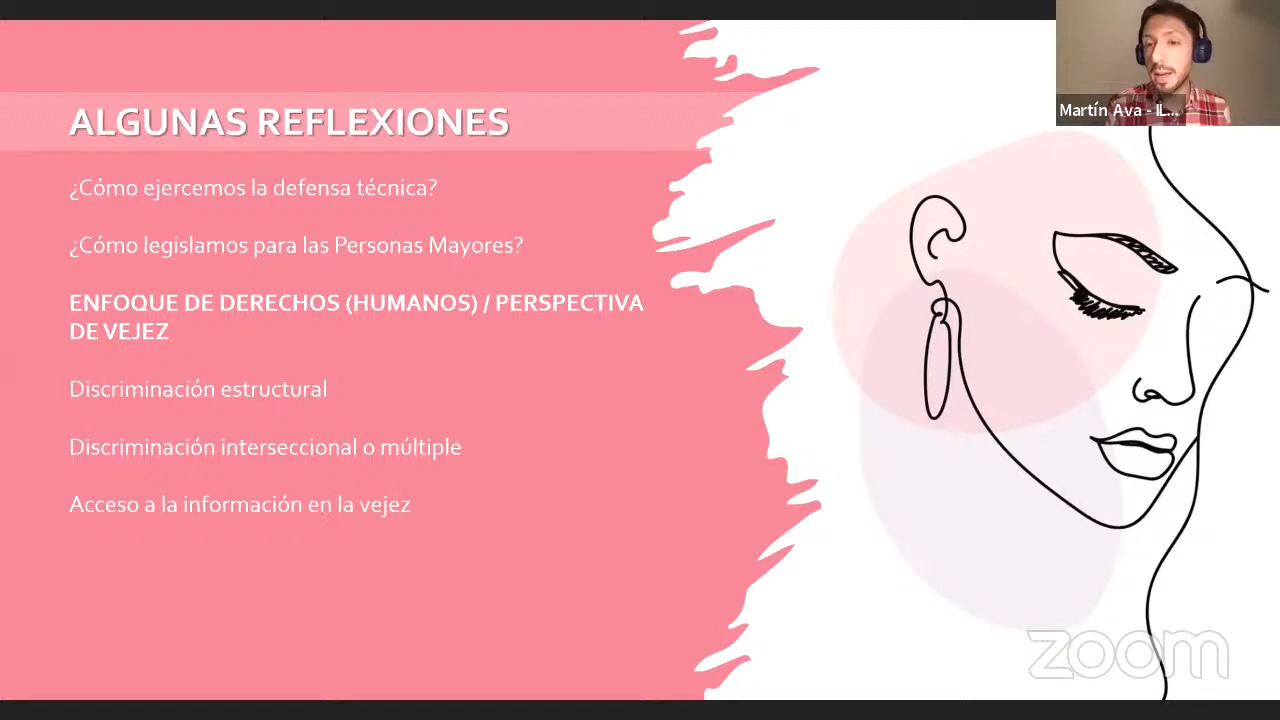 ALGUNAS REFLEXIONES
¿Cómo ejercemos la defensa técnica?
¿Cómo legislamos para las Personas Mayores?
ENFOQUE DE DERECHOS (HUMANOS) / PERSPECTIVA
DE VEJEZ
Discriminación estructural
Discriminación interseccional o múltiple
Acceso a la información en la vejez
Martín Ava - IL...
zoom